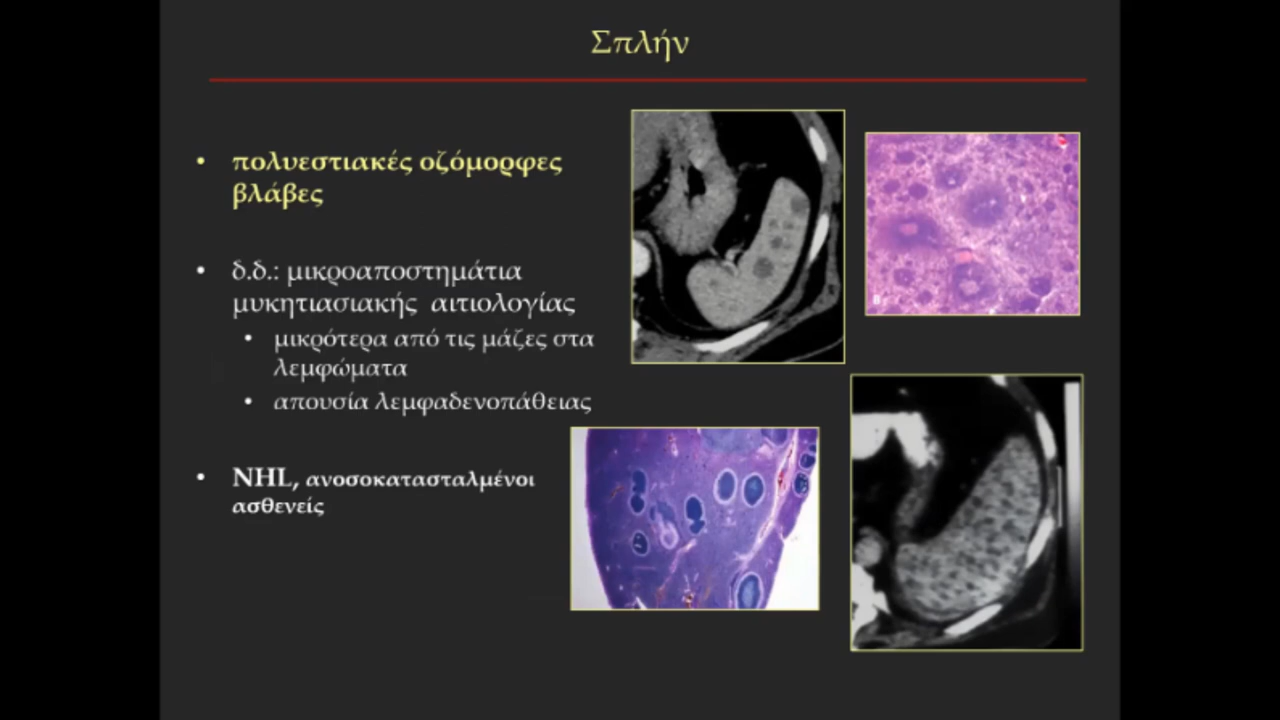 Σπλήν
• πολυεστιακές οζόμορφες
βλάβες
• δ.δ.: μικροαποστημάτια
μυκητιασιακής αιτιολογίας
• μικρότερα από τις μάζες στα
λεμφώματα
• απουσία λεμφαδενοπάθειας
• NHL, ανοσοκατασταλμένοι
ασθενείς